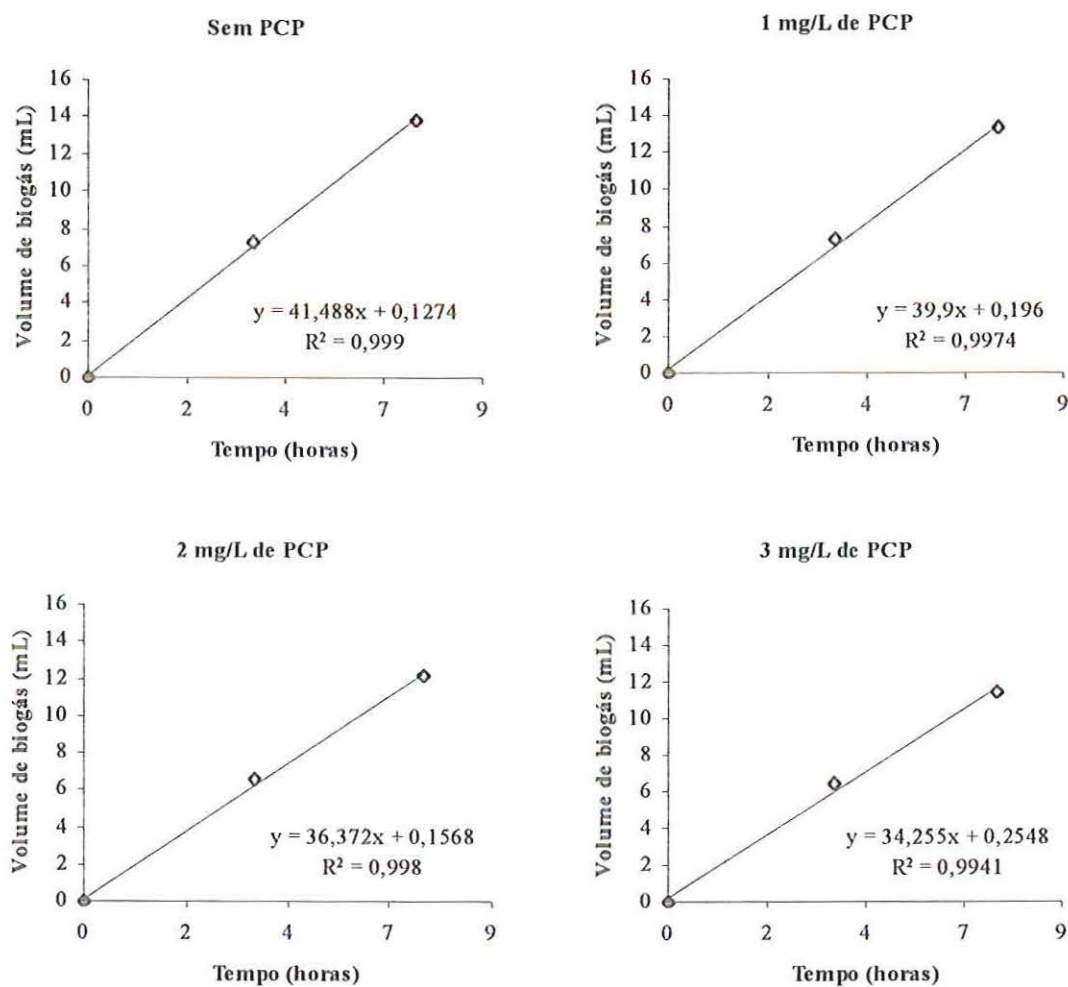 Sem PCP
Volume de biogás (mL)
16
14
12
10
8
6
4
2
0
y = 41,488x + 0,1274
R² = 0,999
0 2 4 7 9
Tempo (horas)
1 mg/L de PCP
Volume de biogás (mL)
16
14
12
10
8
6
4
2
0
y = 39,9x + 0,196
R² = 0,9974
0 2 4 7 9
Tempo (horas)
2 mg/L de PCP
Volume de biogás (mL)
16
14
12
10
8
6
4
2
0
y = 36,372x + 0,1568
R² = 0,998
0 2 4 7 9
Tempo (horas)
3 mg/L de PCP
Volume de biogás (mL)
16
14
12
10
8
6
4
2
0
y = 34,255x + 0,2548
R² = 0,9941
0 2 4 7 9
Tempo (horas)